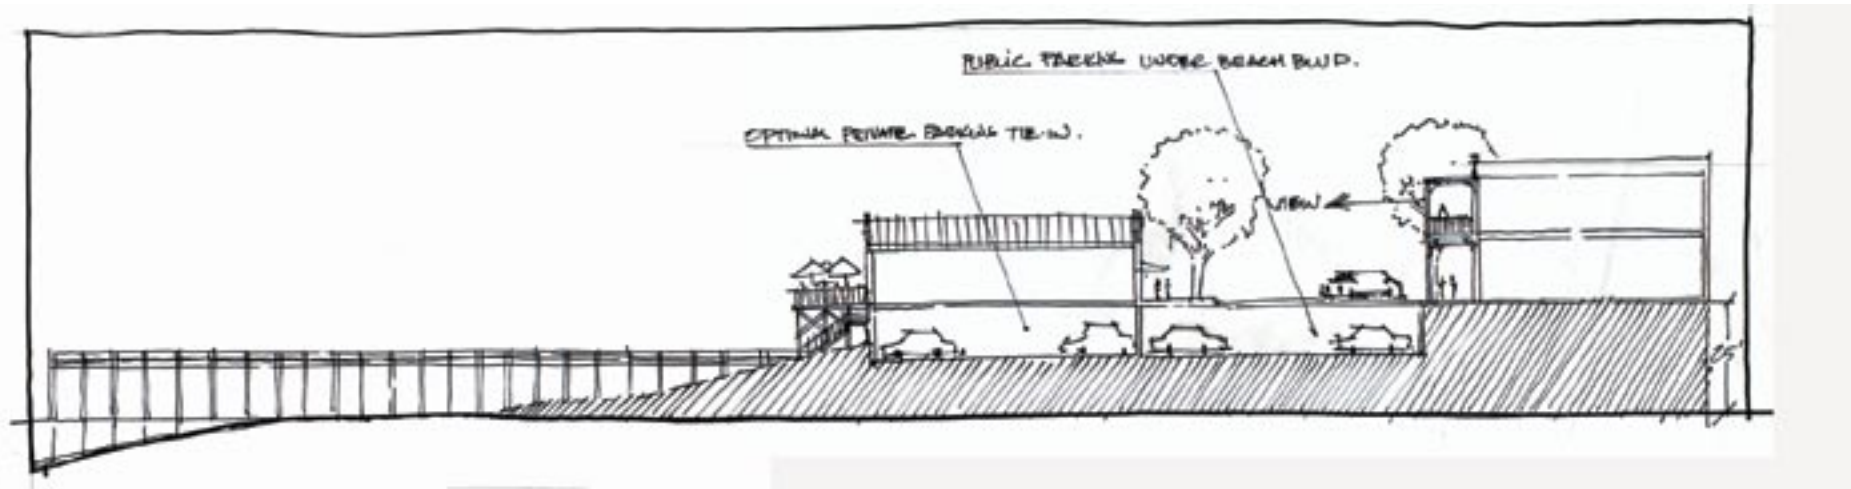 PUBLIC PARKING UNDER BEACH BLVD.
OPTIONAL PRIVATE PARKING TIE-IN.
VIEW
25'